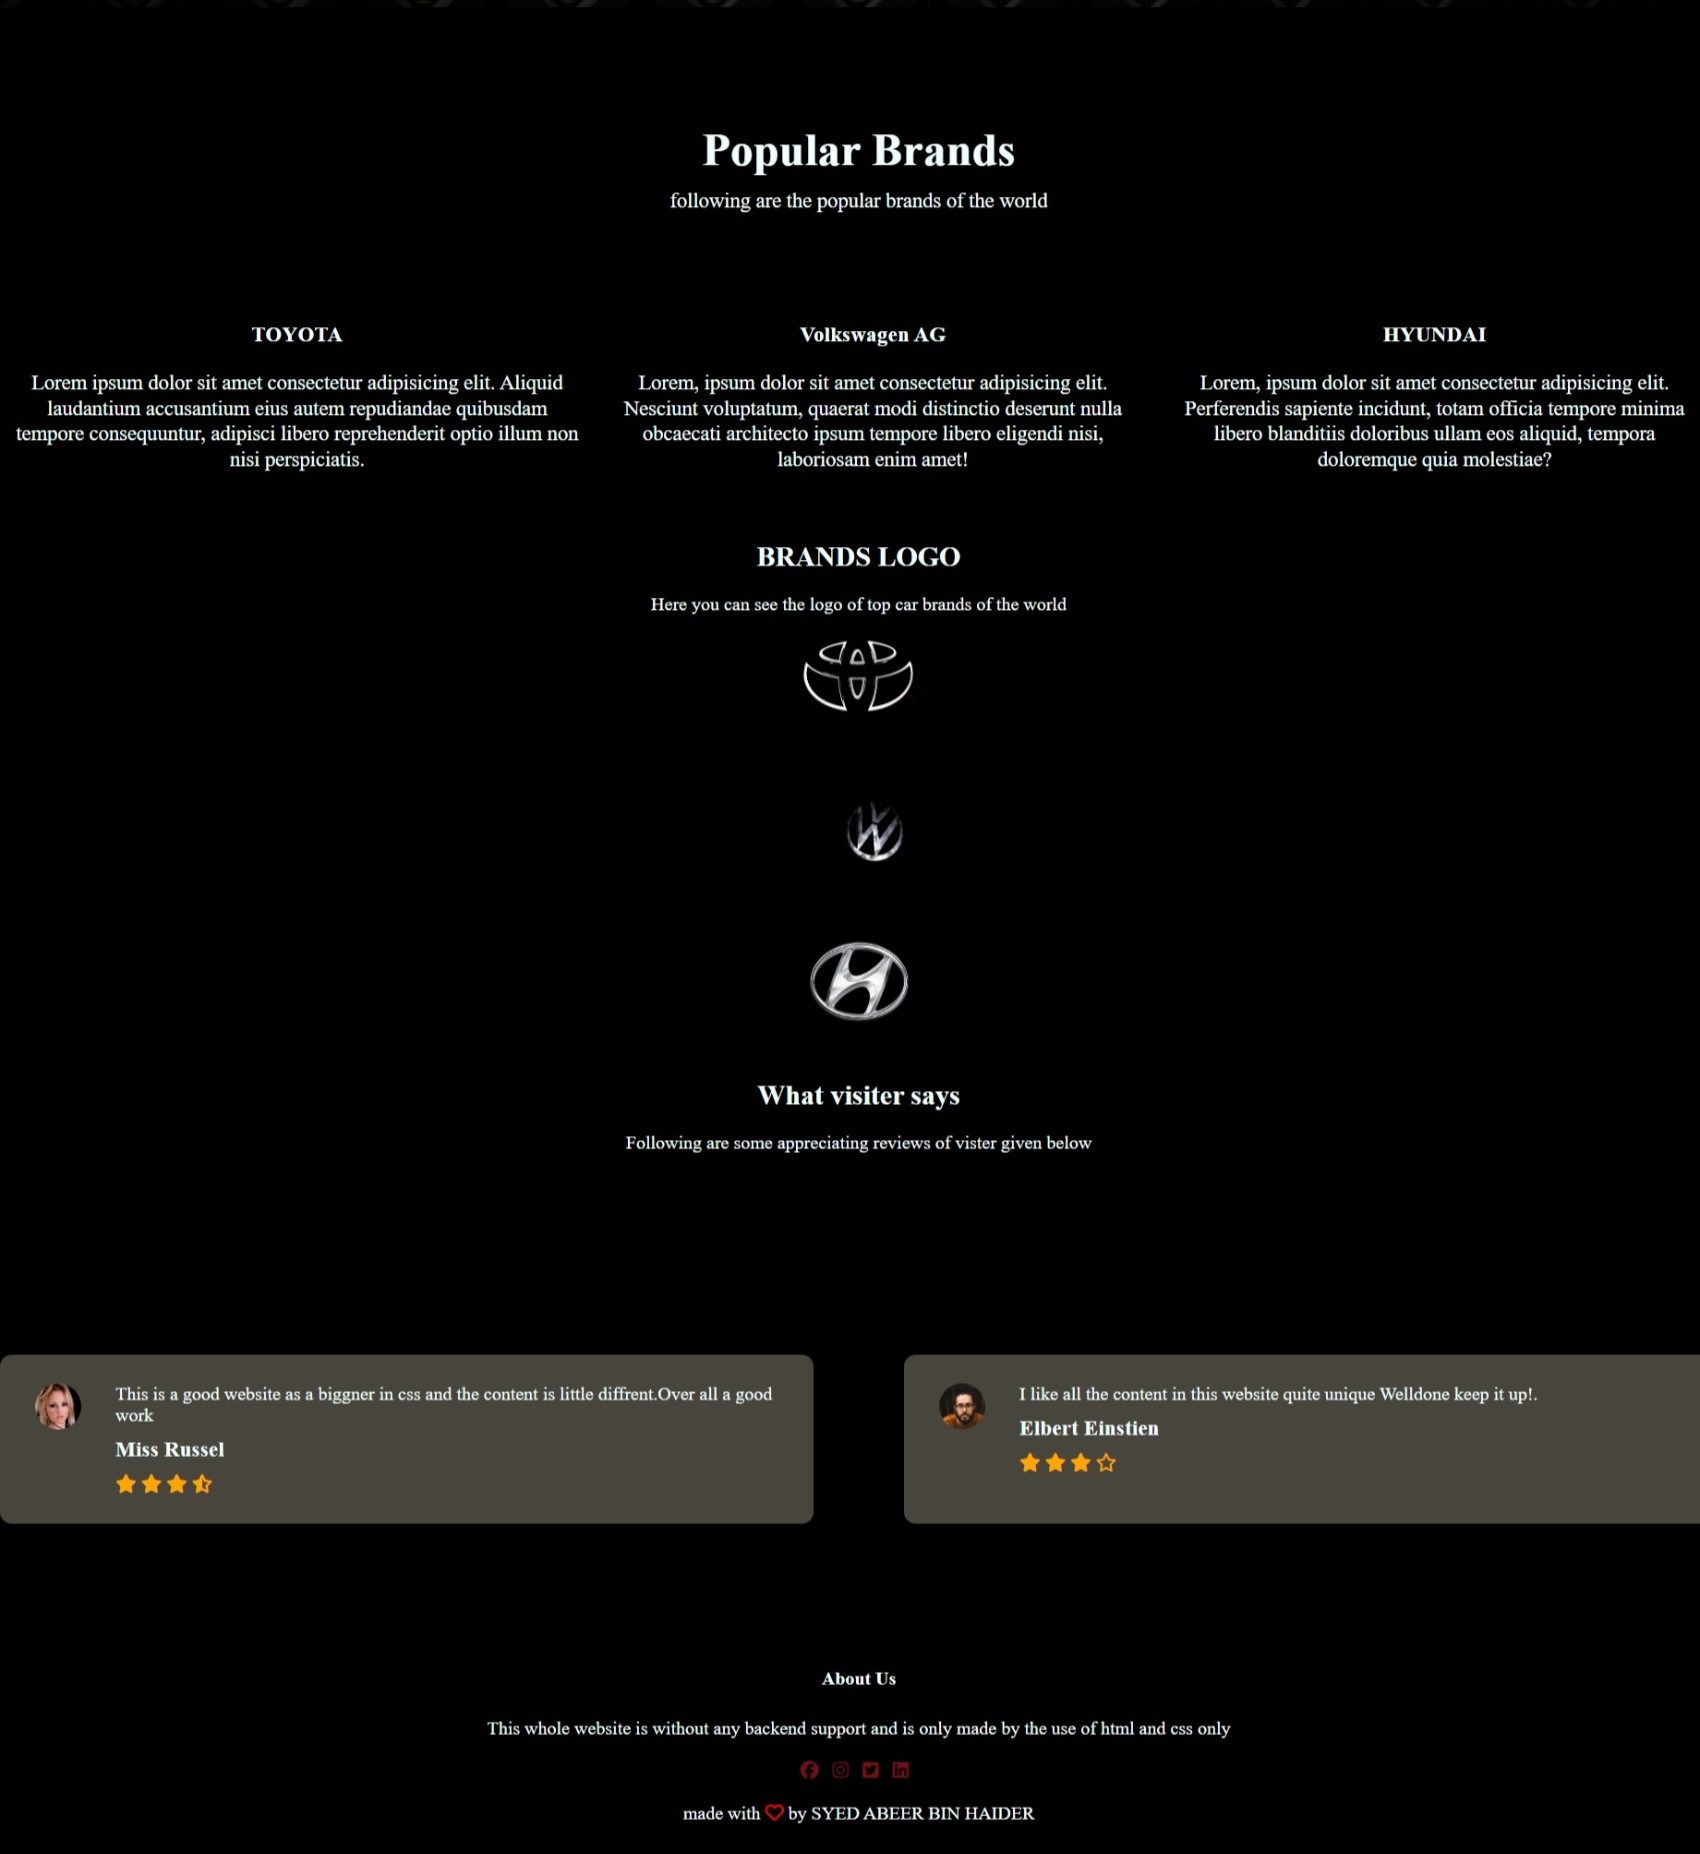 Popular Brands
following are the popular brands of the world
TOYOTA
Lorem ipsum dolor sit amet consectetur adipisicing elit. Aliquid
laudantium accusantium eius autem repudiandae quibusdam
tempore consequuntur, adipisci libero reprehenderit optio illum non
nisi perspiciatis.
Volkswagen AG
Lorem, ipsum dolor sit amet consectetur adipisicing elit.
Nesciunt voluptatum, quaerat modi distinctio deserunt nulla
obcaecati architecto ipsum tempore libero eligendi nisi,
laboriosam enim amet!
HYUNDAI
Lorem, ipsum dolor sit amet consectetur adipisicing elit.
Perferendis sapiente incidunt, totam officia tempore minima
libero blanditiis doloribus ullam eos aliquid, tempora
doloremque quia molestiae?
BRANDS LOGO
Here you can see the logo of top car brands of the world
What visiter says
Following are some appreciating reviews of vister given below
This is a good website as a biggner in css and the content is little diffrent.Over all a good
work
Miss Russel
I like all the content in this website quite unique Welldone keep it up!.
Elbert Einstien
About Us
This whole website is without any backend support and is only made by the use of html and css only
made with by SYED ABEER BIN HAIDER